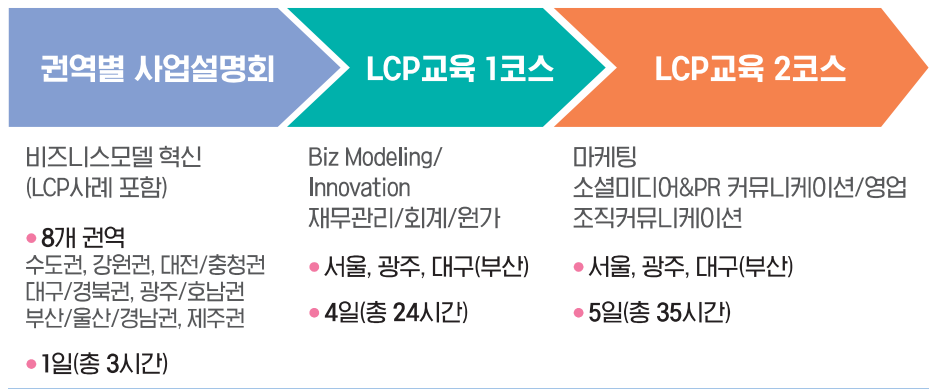 권역별 사업설명회
비즈니스모델 혁신
(LCP사례 포함)
• 8개 권역
수도권, 강원권, 대전/충청권
대구/경북권, 광주/호남권
부산/울산/경남권, 제주권
• 1일(총 3시간)
LCP교육 1코스
Biz Modeling/
Innovation
재무관리/회계/원가
• 서울, 광주, 대구(부산)
• 4일(총 24시간)
LCP교육 2코스
마케팅
소셜미디어&PR 커뮤니케이션/영업
조직커뮤니케이션
• 서울, 광주, 대구(부산)
• 5일(총 35시간)